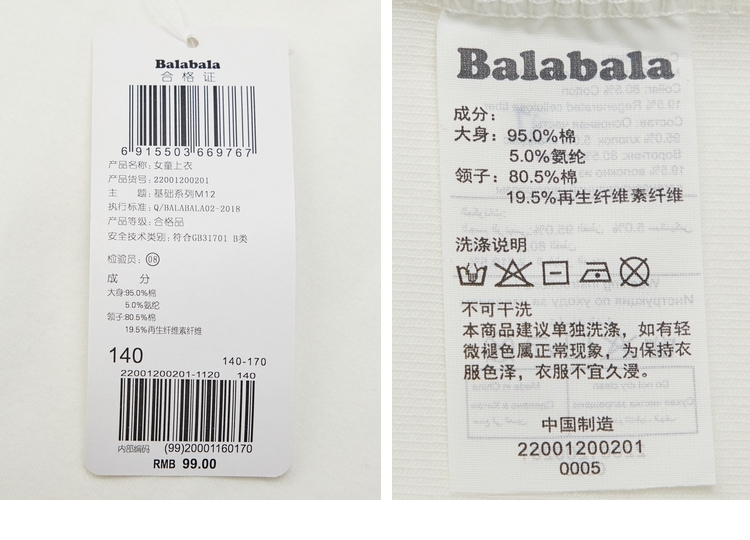 Balabala
合格证
6 915503 669767
产品名称: 女童上衣
产品货号: 22001200201
主 题: 基础系列M12
执行标准: Q/BALABALA02-2018
产品等级: 合格品
安全技术类别: 符合GB31701 B类
检验员: 08
成 分
大身:95.0%棉
5.0%氨纶
领子:80.5%棉
19.5%再生纤维素纤维
140 140-170
22001200201-1120 140
内部编码 (99)20001160170
RMB 99.00
Balabala
成分:
大身: 95.0%棉
5.0%氨纶
领子: 80.5%棉
19.5%再生纤维素纤维
洗涤说明
不可干洗
本商品建议单独洗涤，如有轻
微褪色属正常现象，为保持衣
服色泽，衣服不宜久浸。
中国制造
22001200201
0005